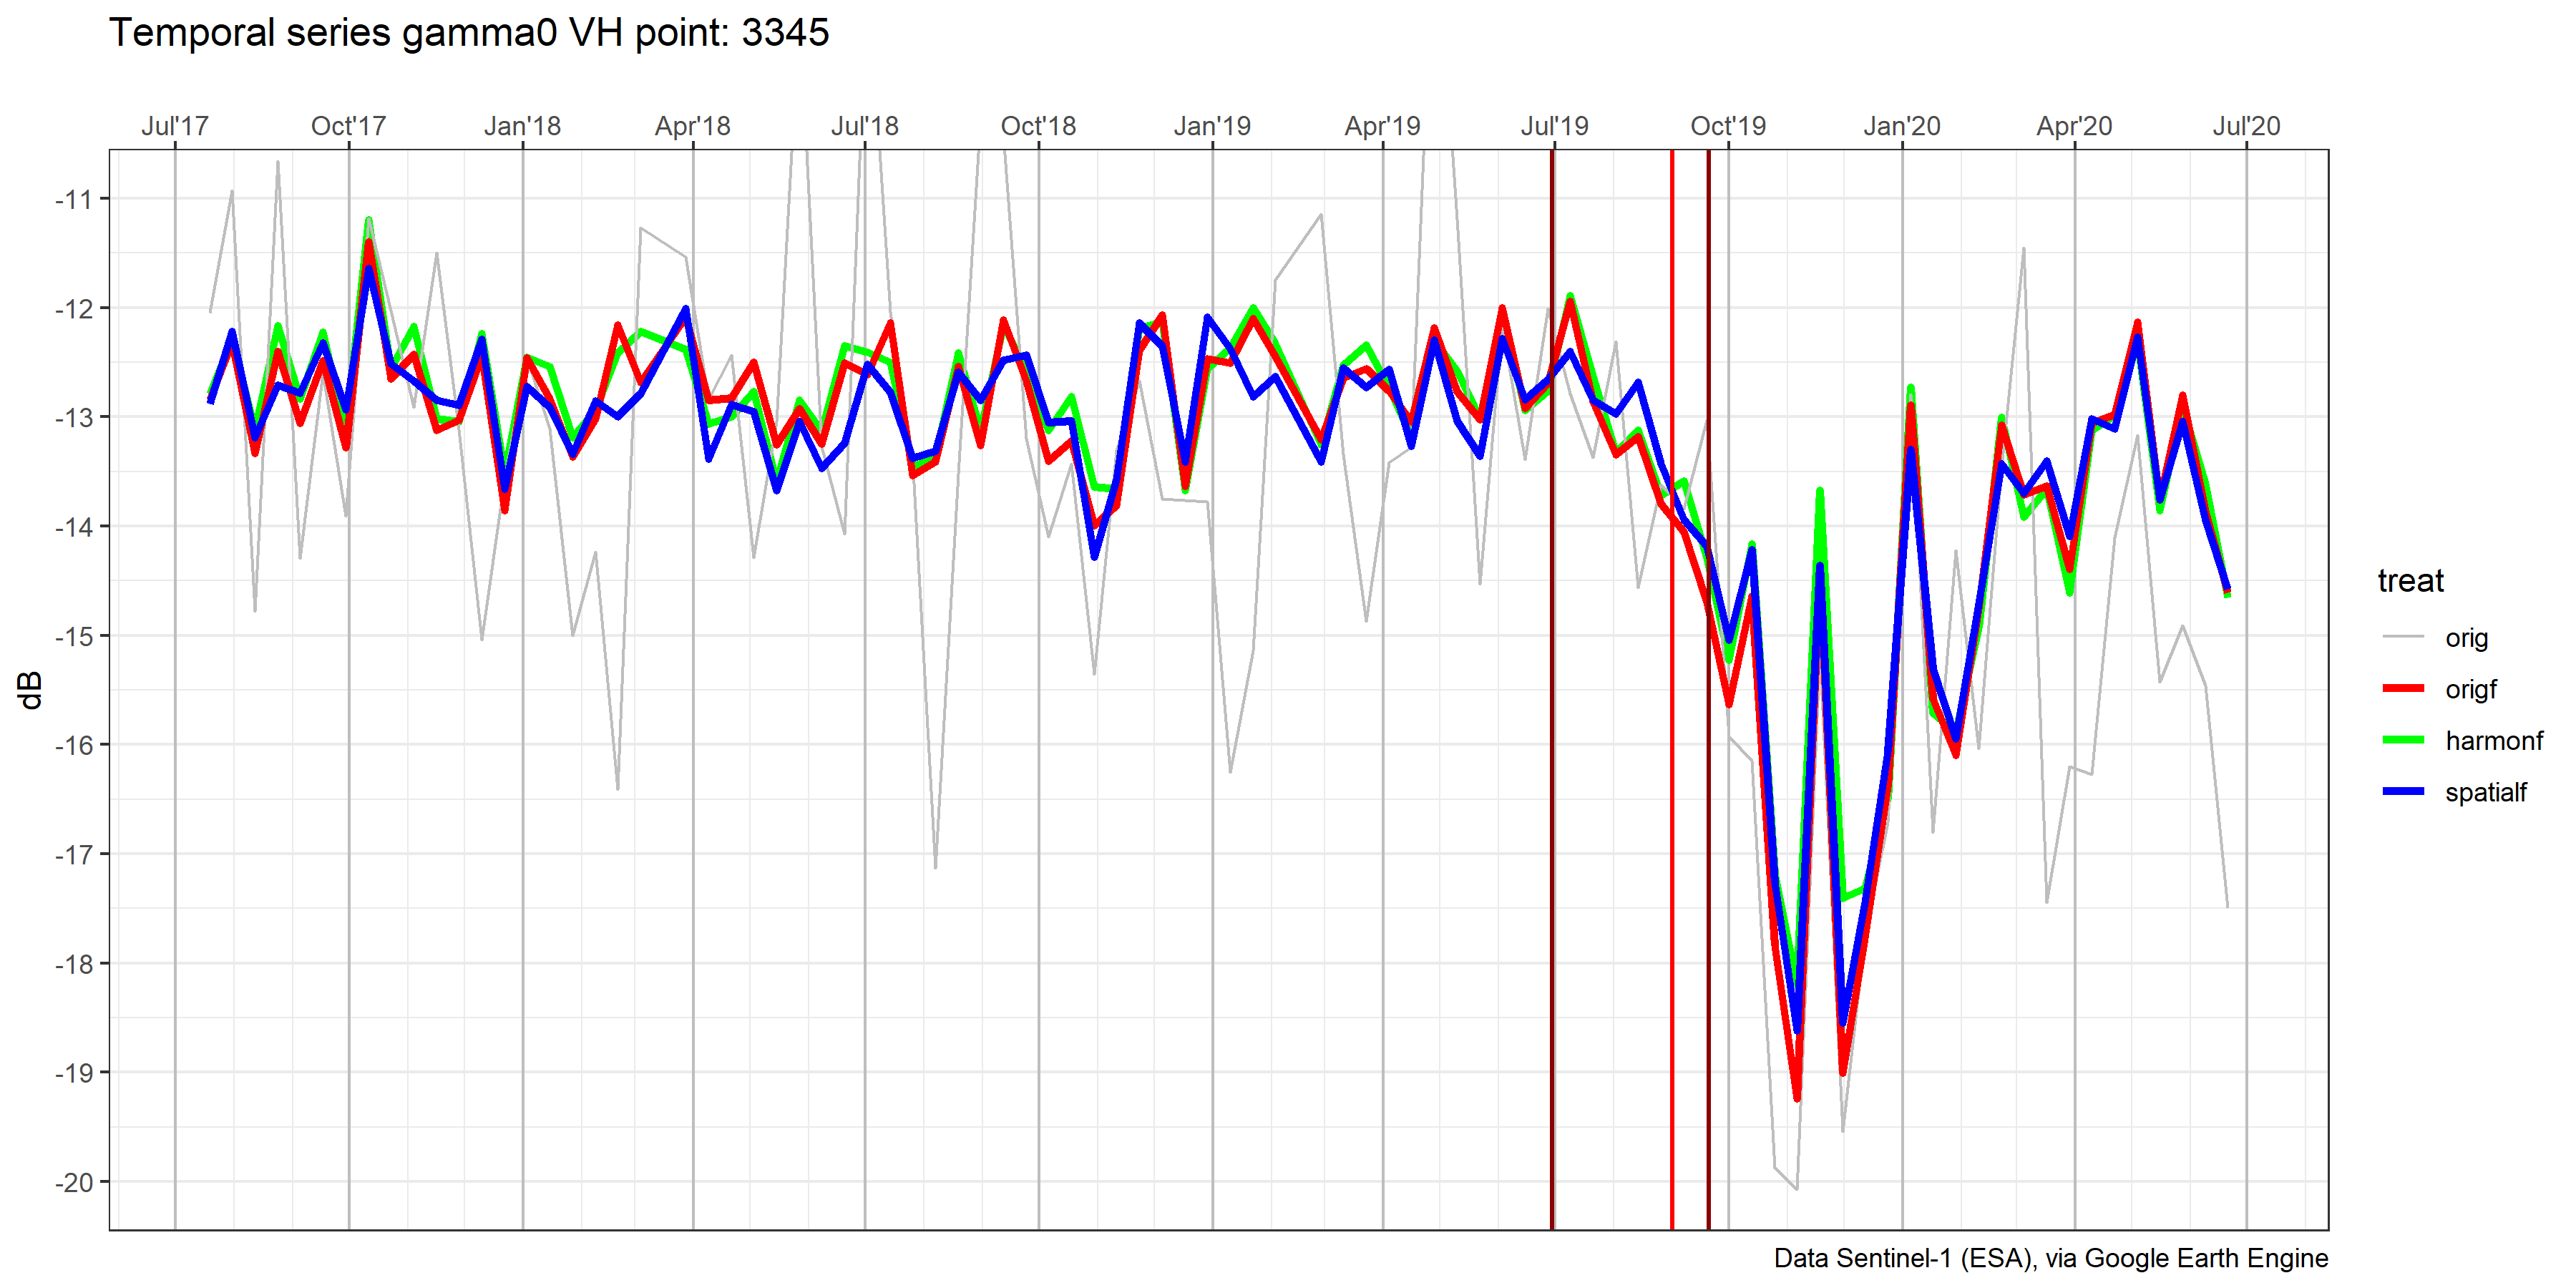 Temporal series gamma0 VH point: 3345
Jul'17 Oct'17 Jan'18 Apr'18 Jul'18 Oct'18 Jan'19 Apr'19 Jul'19 Oct'19 Jan'20 Apr'20 Jul'20
-11
-12
-13
-14
-15
-16
-17
-18
-19
-20
dB
treat
orig
origf
harmonf
spatialf
Data Sentinel-1 (ESA), via Google Earth Engine